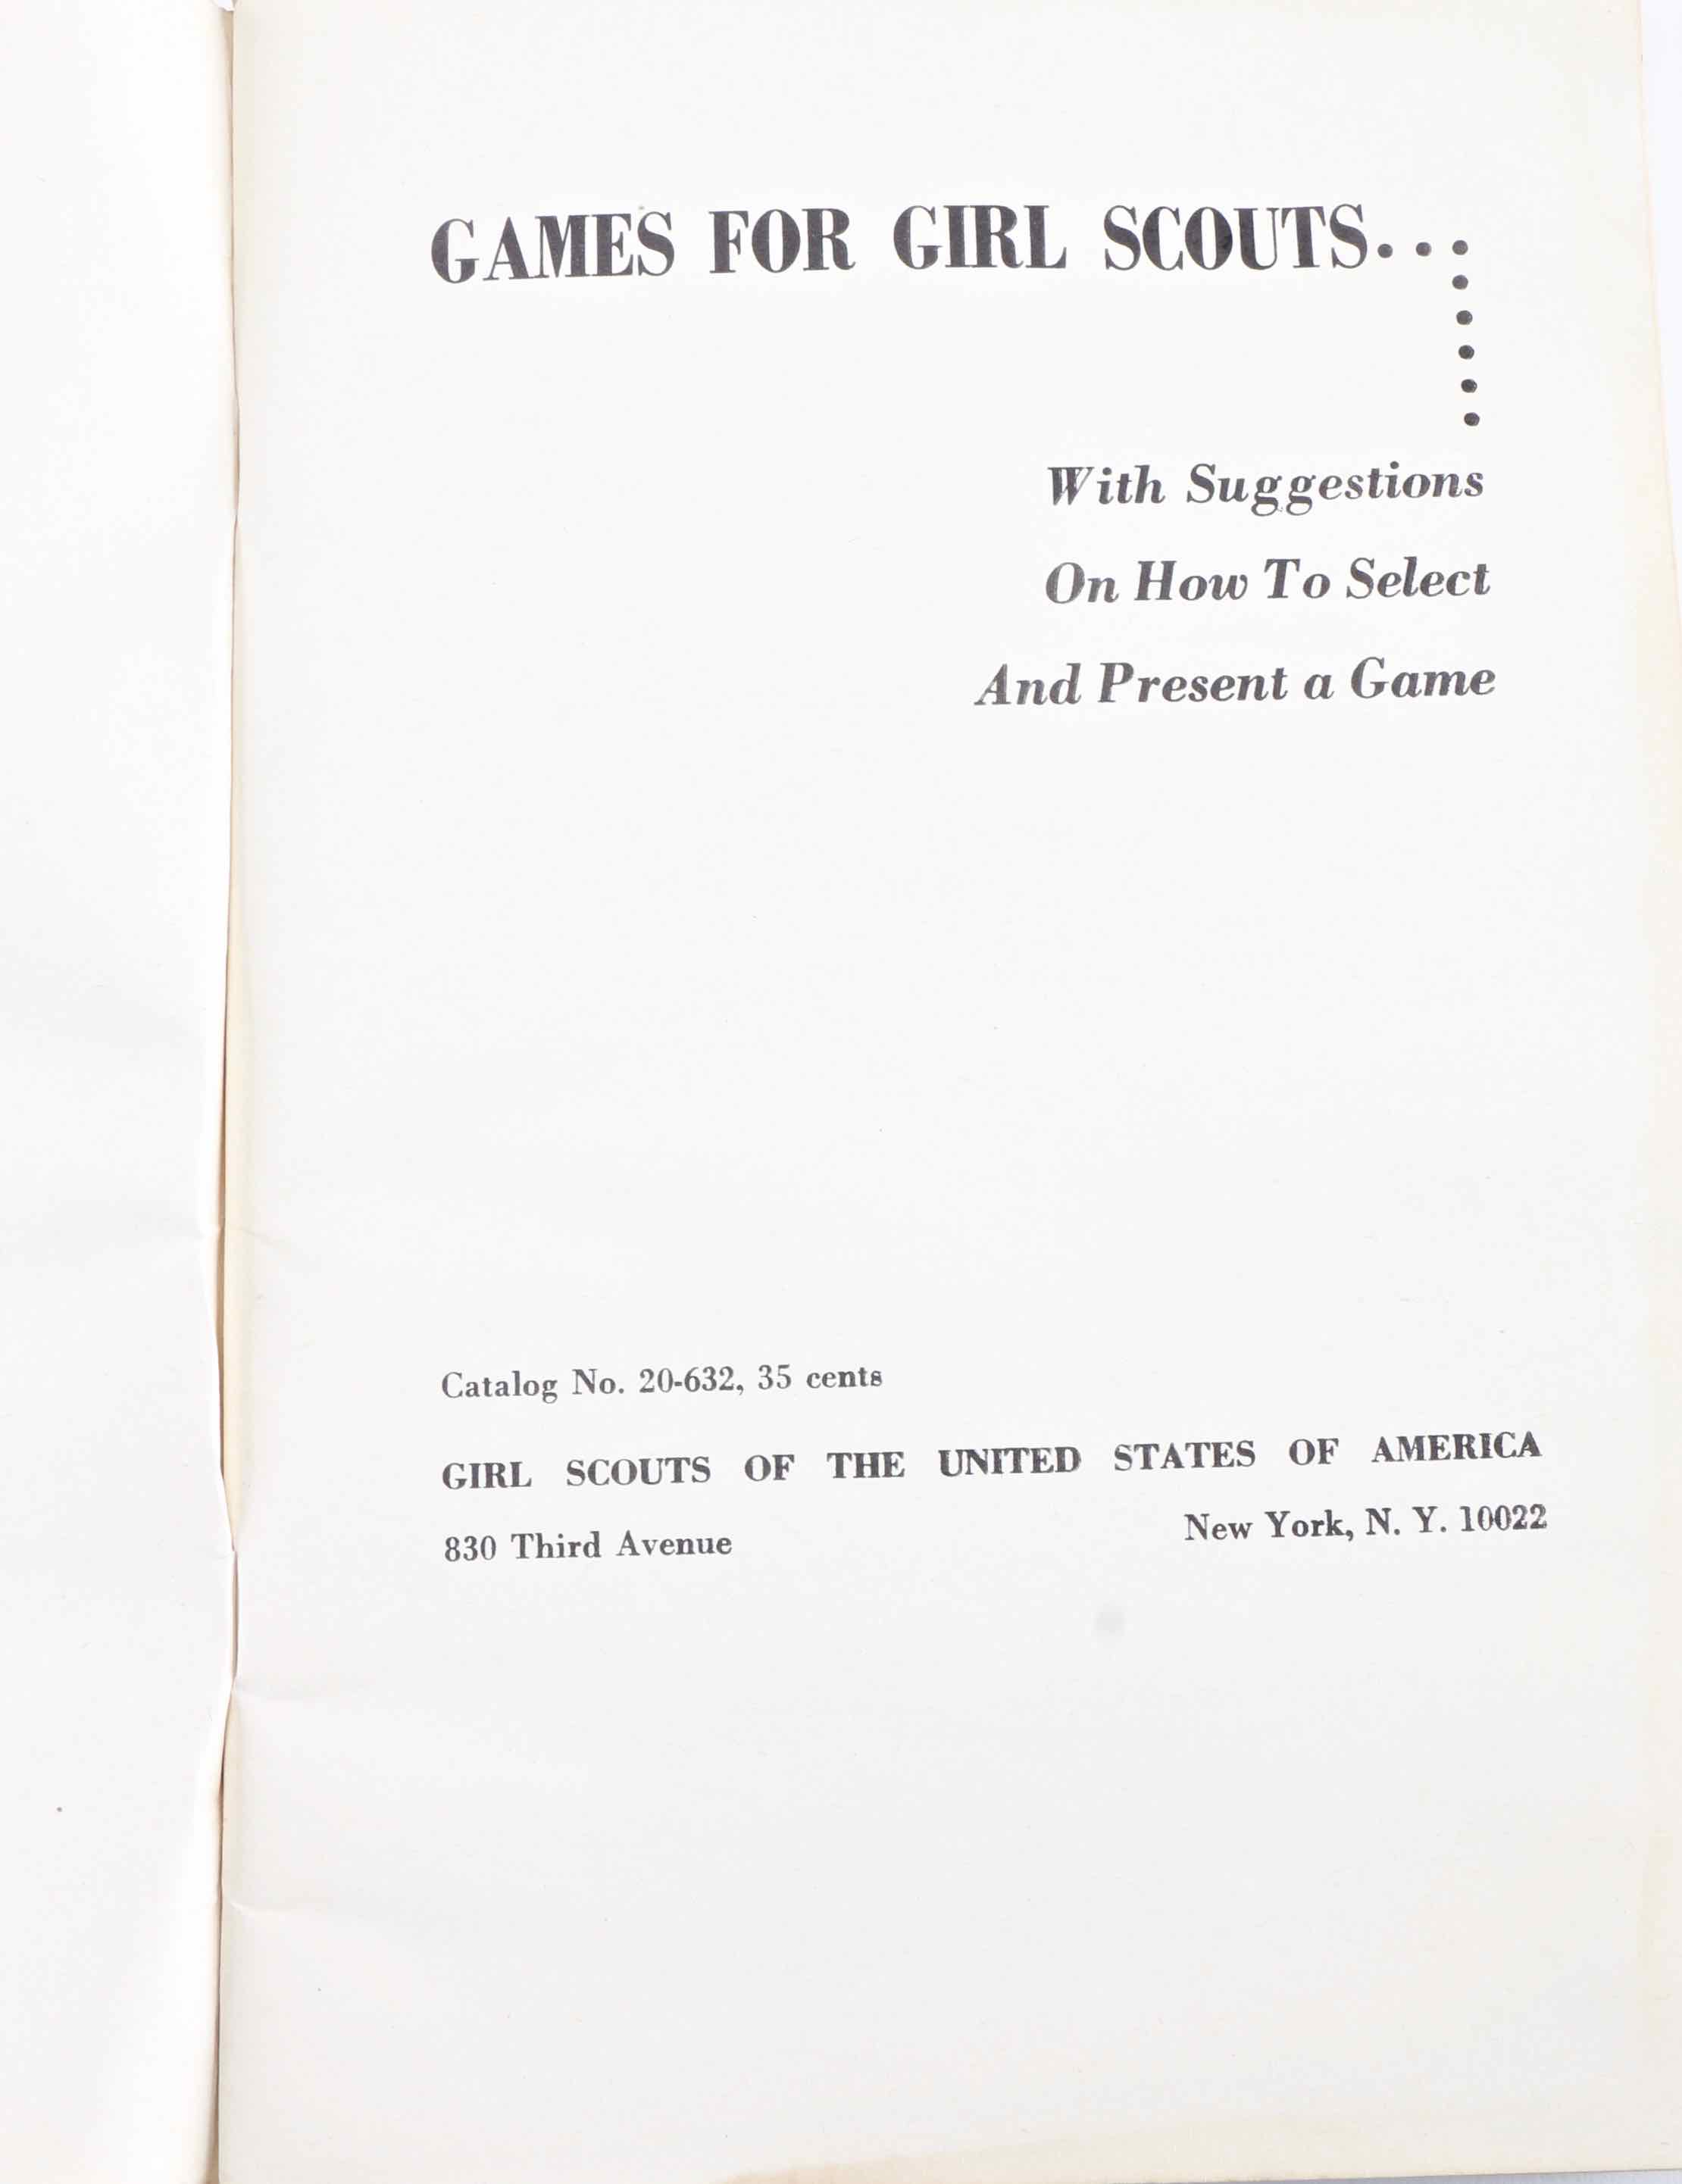 GAMES FOR GIRL SCOUTS...
With Suggestions
On How To Select
And Present a Game
Catalog No. 20-632, 35 cents
GIRL SCOUTS OF THE UNITED STATES OF AMERICA
830 Third Avenue New York, N. Y. 10022